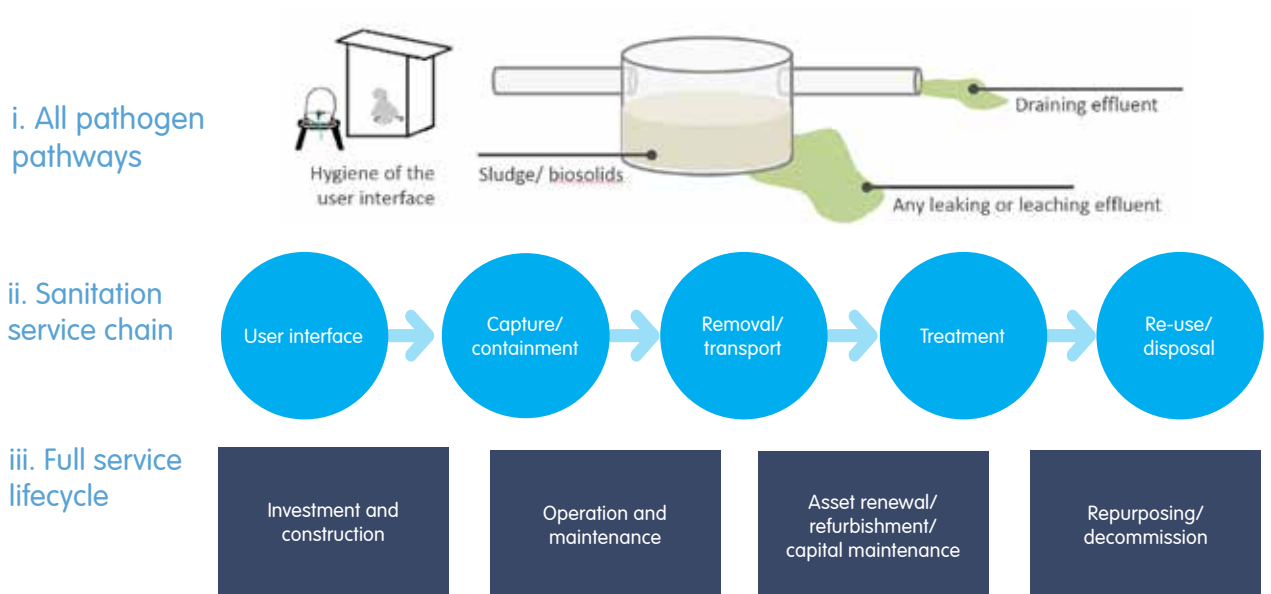 i. All pathogen
pathways
Hygiene of the
user interface
Sludge/ biosolids
Draining effluent
Any leaking or leaching effluent
ii. Sanitation
service chain
User interface
Capture/
containment
Removal/
transport
Treatment
Re-use/
disposal
iii. Full service
lifecycle
Investment and
construction
Operation and
maintenance
Asset renewal/
refurbishment/
capital maintenance
Repurposing/
decommission